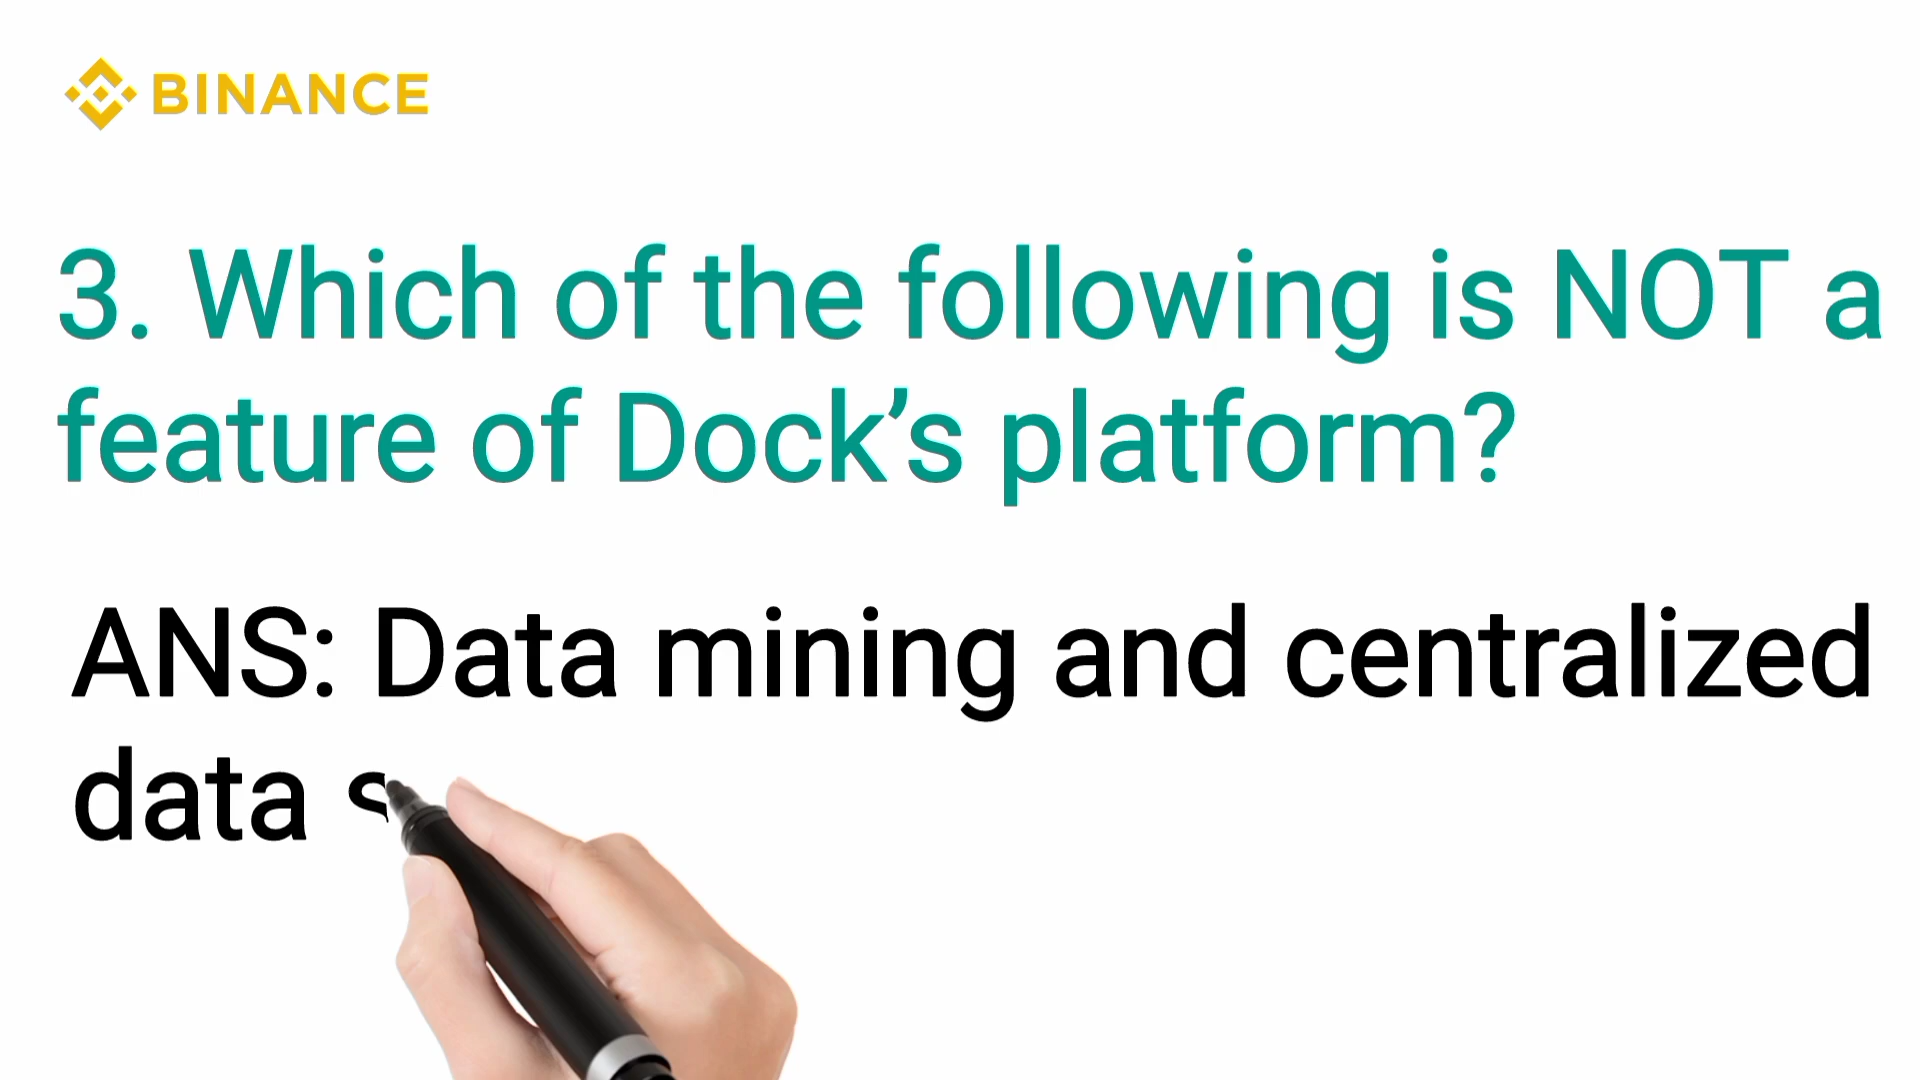 BINANCE
3. Which of the following is NOT a
feature of Dock’s platform?
ANS: Data mining and centralized
data s